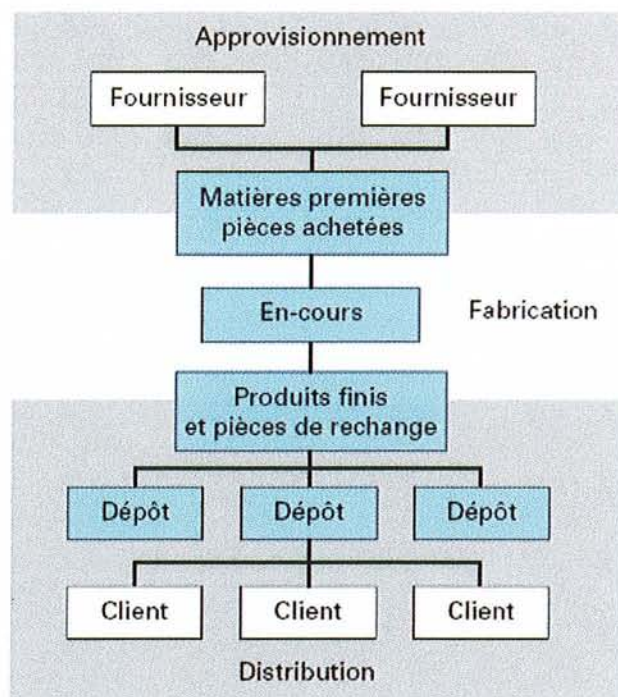 Approvisionnement
Fournisseur
Fournisseur
Matières premières
pièces achetées
En-cours
Fabrication
Produits finis
et pièces de rechange
Dépôt
Dépôt
Dépôt
Client
Client
Client
Distribution